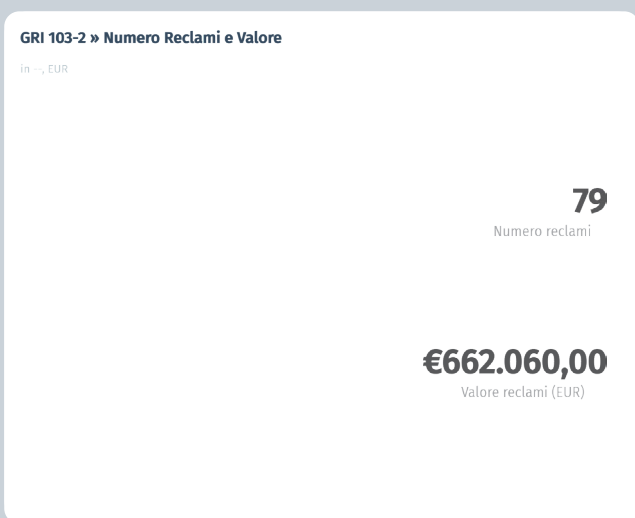 GRI 103-2 » Numero Reclami e Valore
in --, EUR
79
Numero reclami
€662.060,00
Valore reclami (EUR)